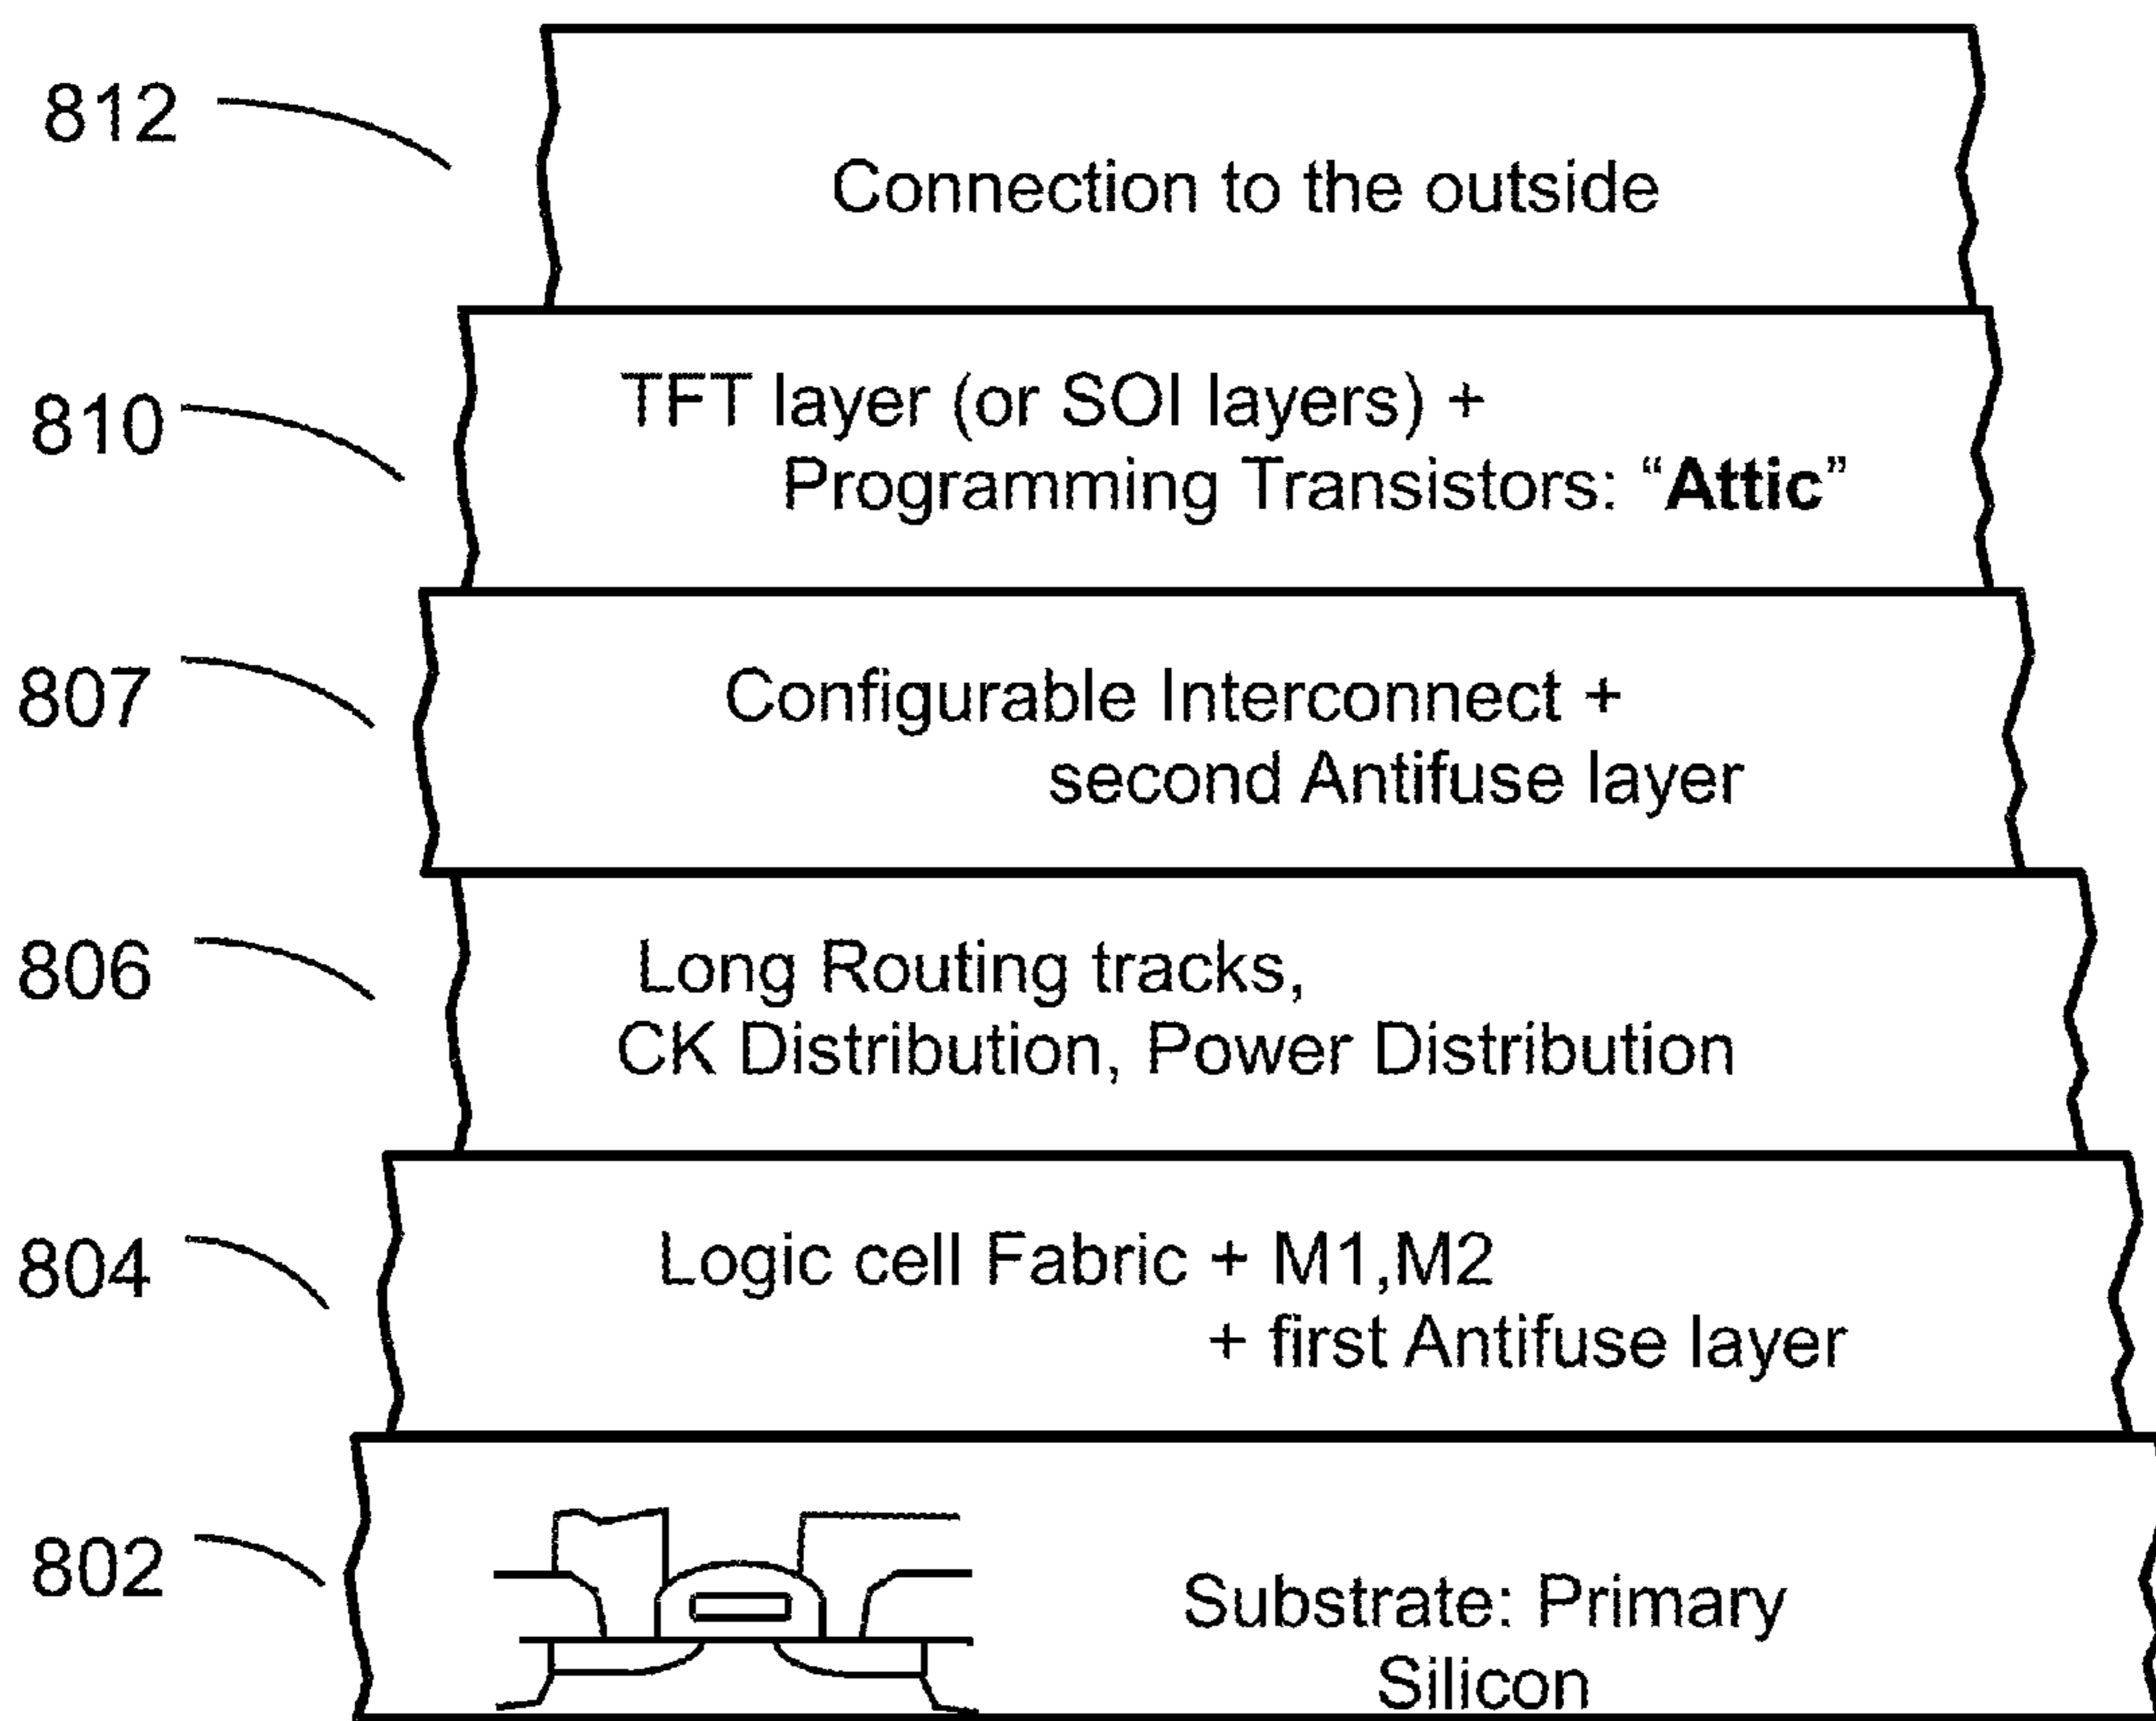 812
Connection to the outside
810
TFT layer (or SOI layers) +
Programming Transistors: “Attic”
807
Configurable Interconnect +
second Antifuse layer
806
Long Routing tracks,
CK Distribution, Power Distribution
804
Logic cell Fabric + M1,M2
+ first Antifuse layer
802
Substrate: Primary
Silicon